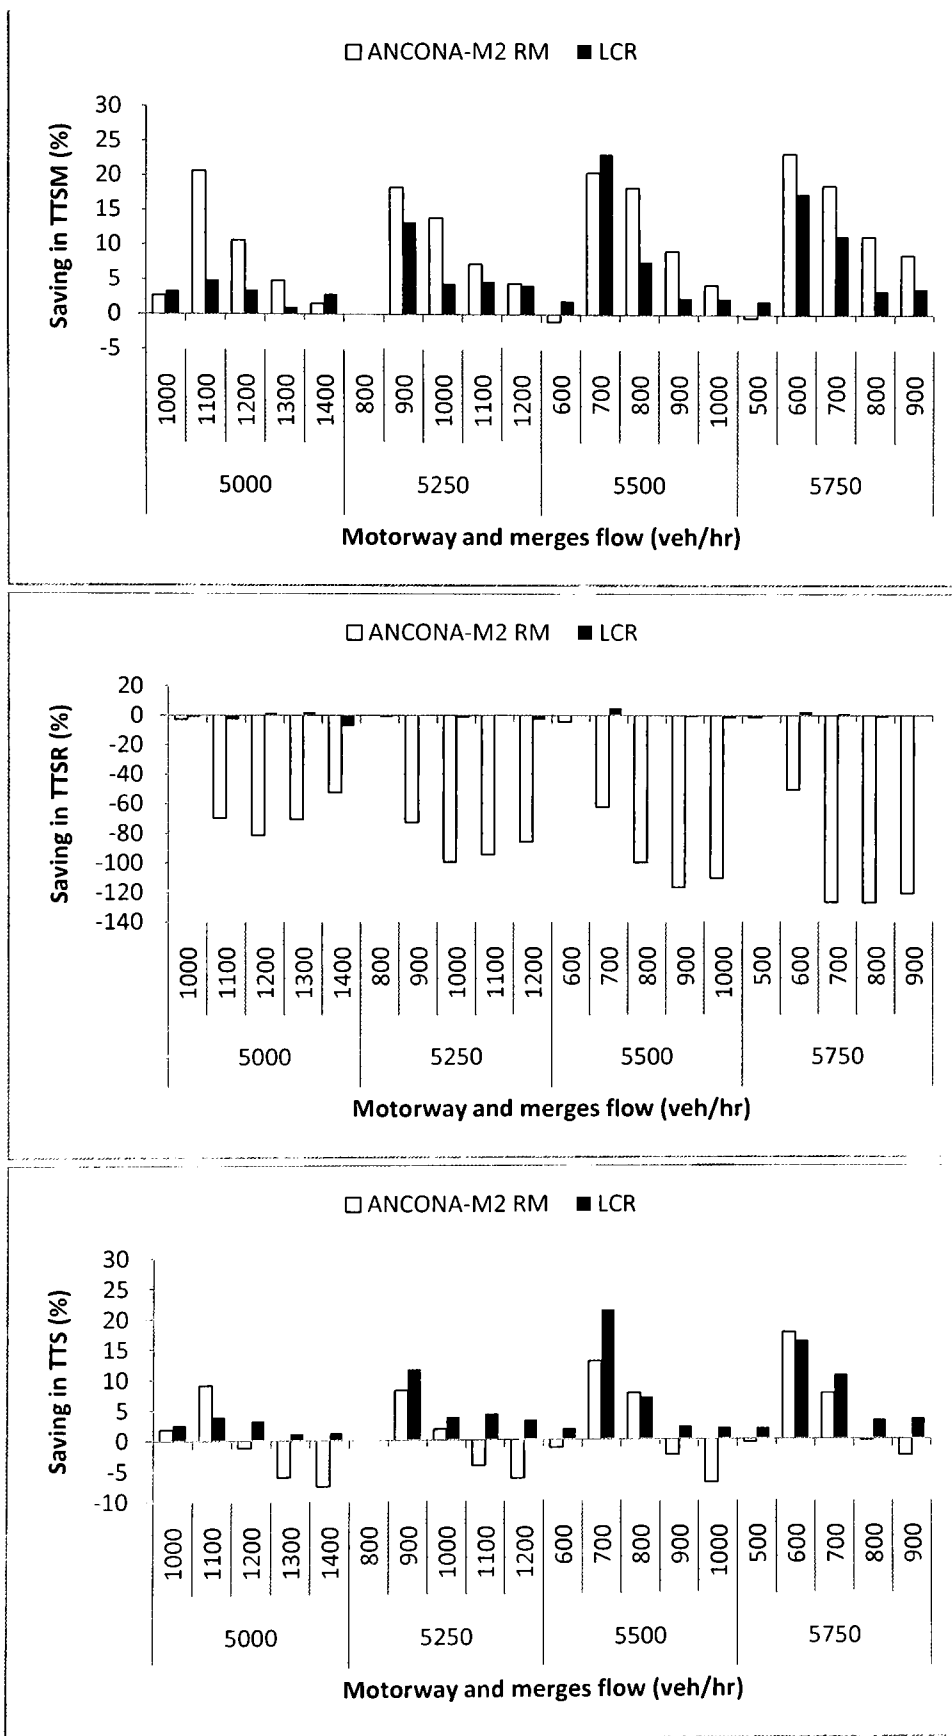 ANCONA-M2 RM LCR
Saving in TTSM (%)
30
25
20
15
10
5
0
-5
1000 1100 1200 1300 1400 800 900 1000 1100 1200 600 700 800 900 1000 500 600 700 800 900
5000 5250 5500 5750
Motorway and merges flow (veh/hr)
ANCONA-M2 RM LCR
Saving in TTSR (%)
20
0
-20
-40
-60
-80
-100
-120
-140
1000 1100 1200 1300 1400 800 900 1000 1100 1200 600 700 800 900 1000 500 600 700 800 900
5000 5250 5500 5750
Motorway and merges flow (veh/hr)
ANCONA-M2 RM LCR
Saving in TTS (%)
30
25
20
15
10
5
0
-5
-10
1000 1100 1200 1300 1400 800 900 1000 1100 1200 600 700 800 900 1000 500 600 700 800 900
5000 5250 5500 5750
Motorway and merges flow (veh/hr)